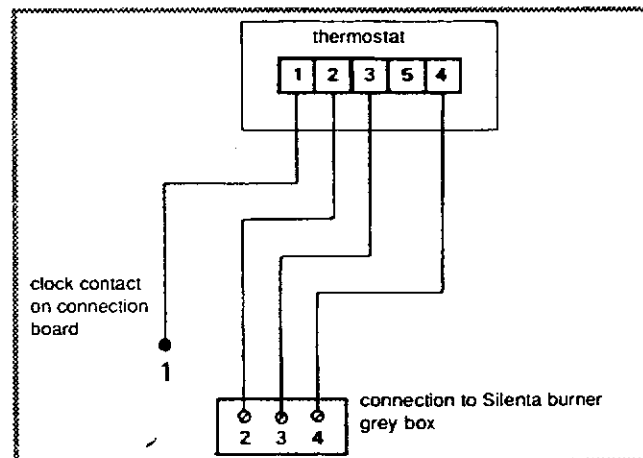 thermostat
1 2 3 5 4
clock contact
on connection
board
1
connection to Silenta burner
grey box
2 3 4